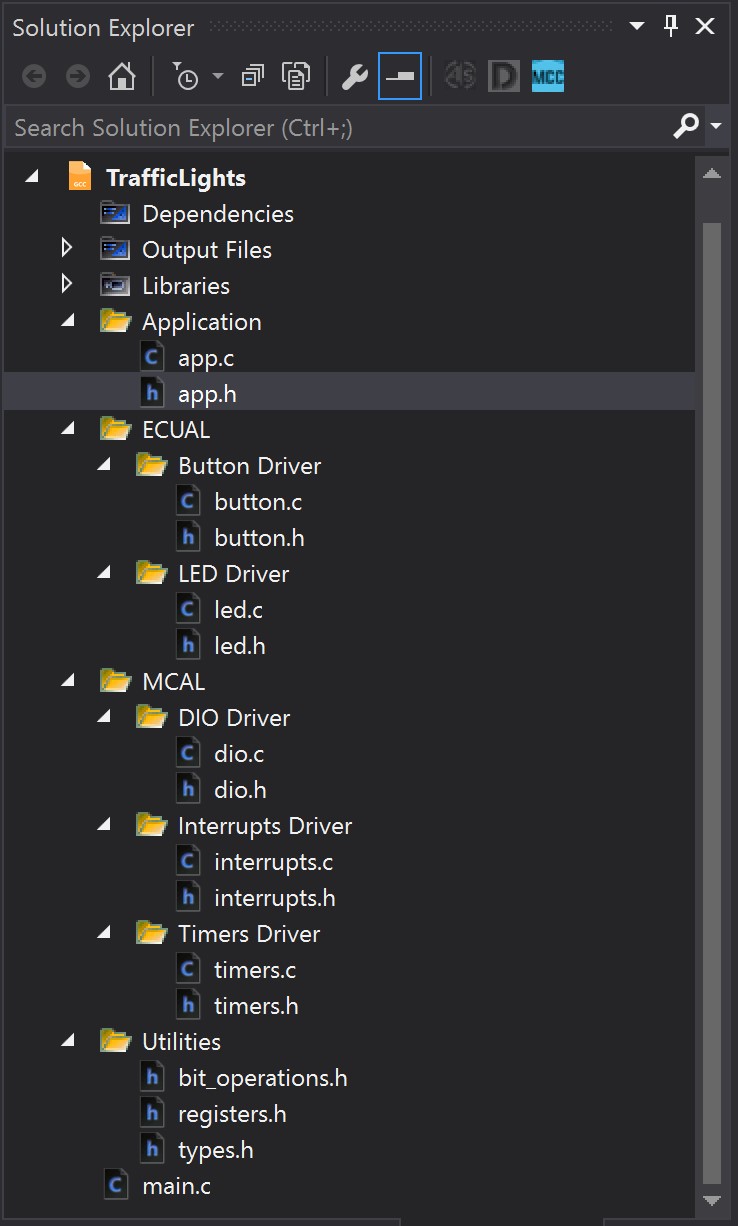 Solution Explorer
MCC
Search Solution Explorer (Ctrl+;)
GCC TrafficLights
Dependencies
Output Files
Libraries
Application
C app.c
h app.h
ECUAL
Button Driver
C button.c
h button.h
LED Driver
C led.c
h led.h
MCAL
DIO Driver
C dio.c
h dio.h
Interrupts Driver
C interrupts.c
h interrupts.h
Timers Driver
C timers.c
h timers.h
Utilities
h bit_operations.h
h registers.h
h types.h
C main.c